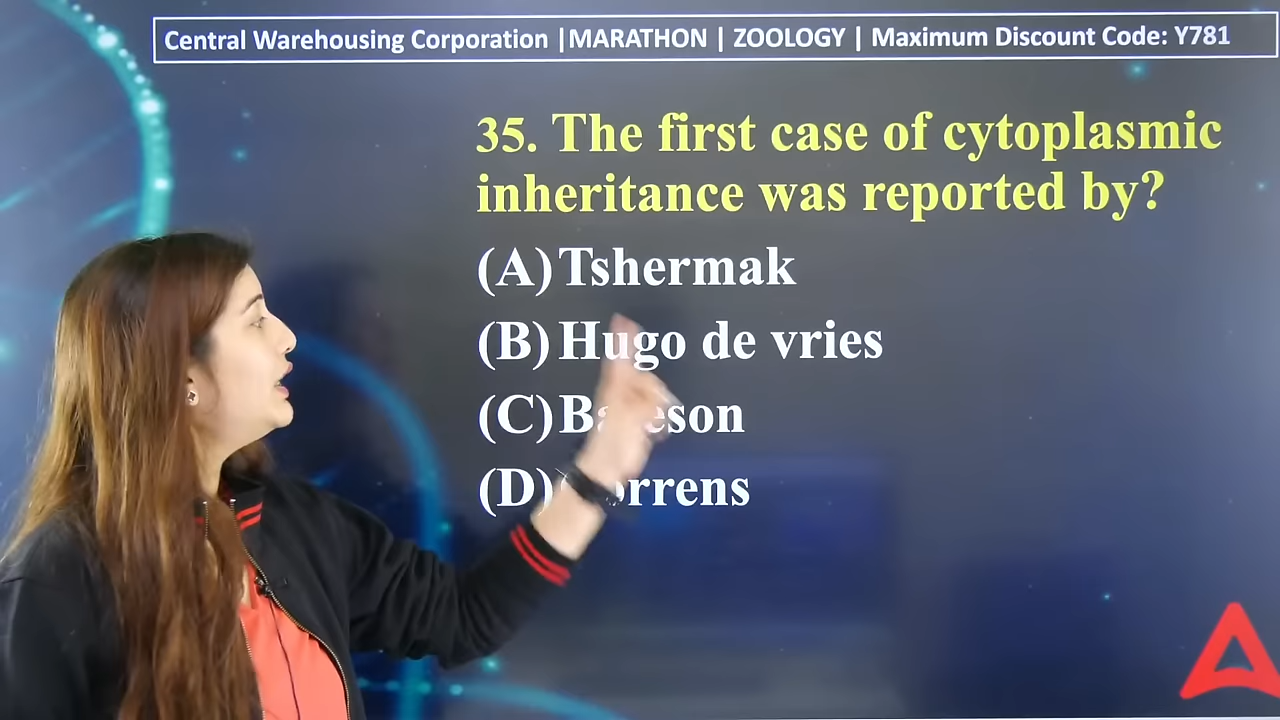 Central Warehousing Corporation |MARATHON | ZOOLOGY | Maximum Discount Code: Y781
35. The first case of cytoplasmic
inheritance was reported by?
(A) Tshermak
(B) Hugo de vries
(C)
(D)